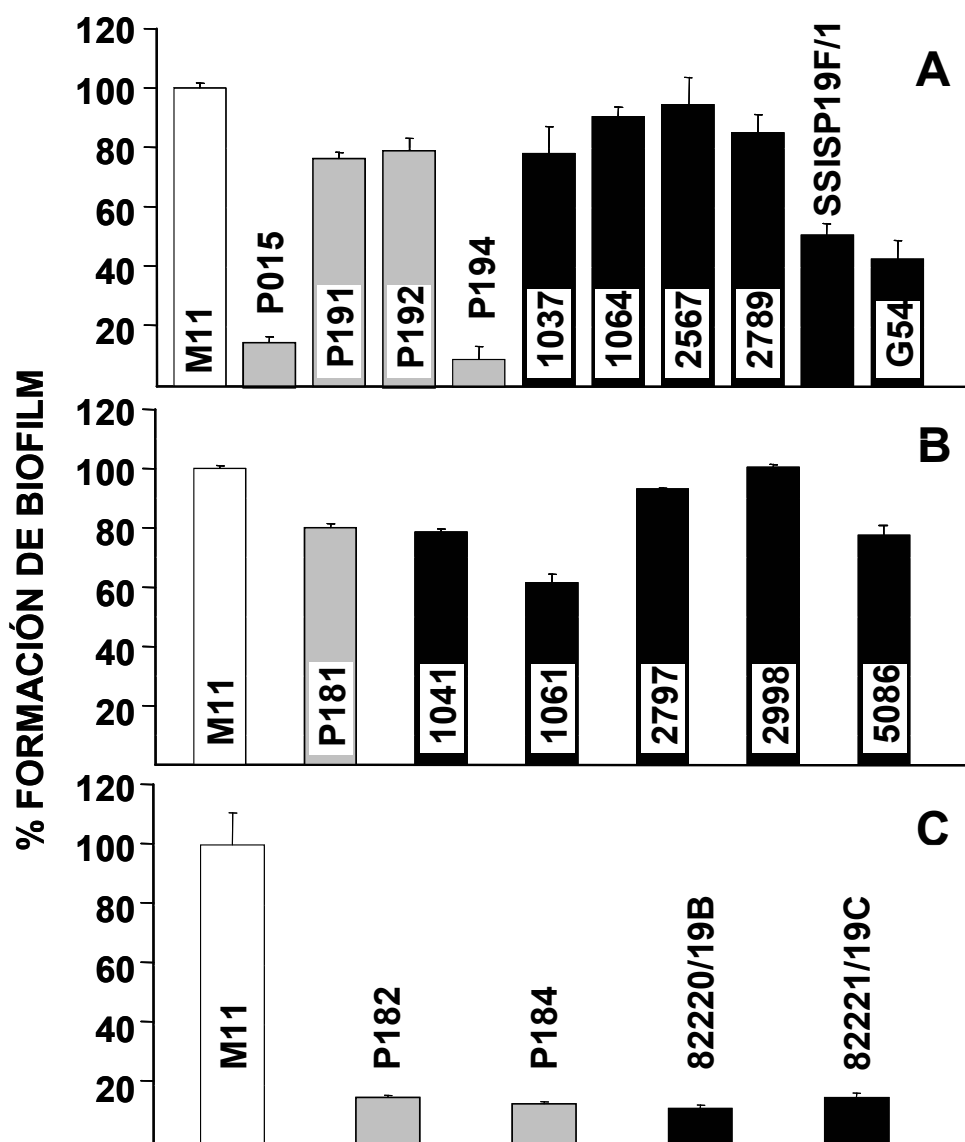 % FORMACIÓN DE BIOFILM
A
120
100
80
60
40
20
M11
P015
P191
P192
P194
1037
1064
2567
2789
SSISP19F/1
G54
B
120
100
80
60
40
20
M11
P181
1041
1061
2797
2998
5086
C
120
100
80
60
40
20
M11
P182
P184
82220/19B
82221/19C